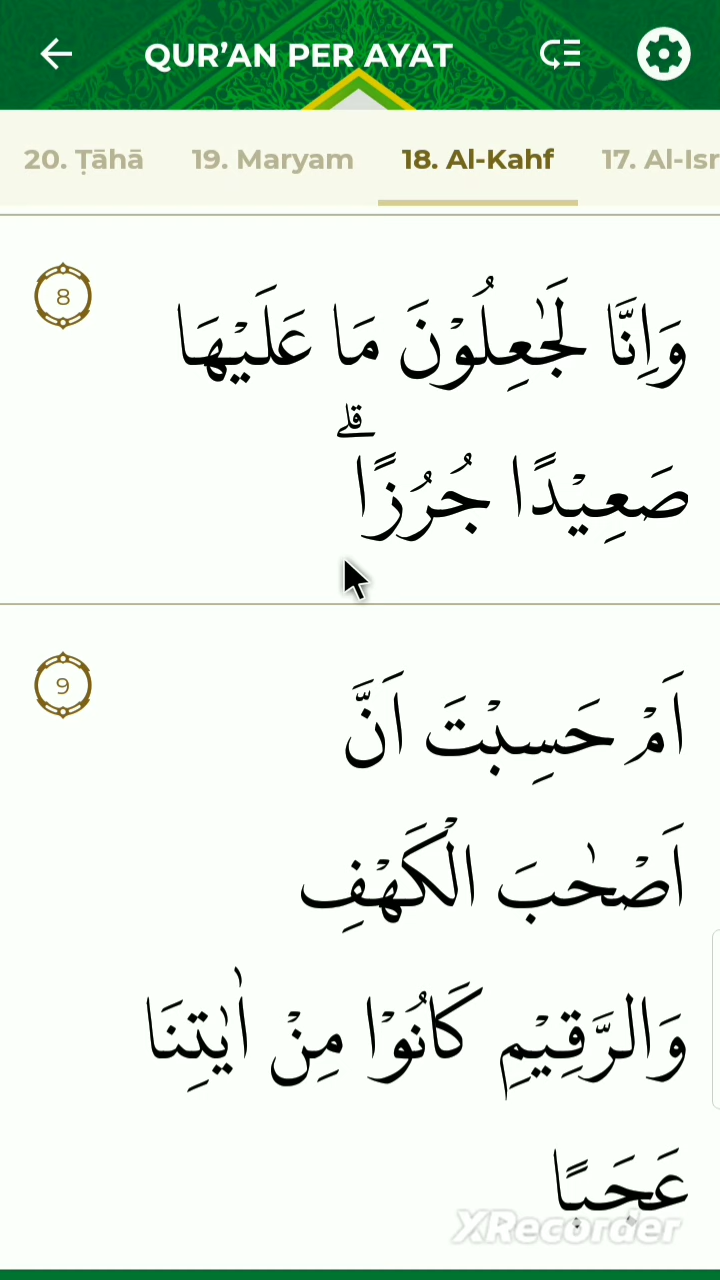 QUR’AN PER AYAT
20. Ṭāhā 19. Maryam 18. Al-Kahf 17. Al-Isr
8
وَاِنَّا لَجٰعِلُوْنَ مَا عَلَيْهَا
صَعِيْدًا جُرُزًاۗ
9
اَمْ حَسِبْتَ اَنَّ
اَصْحٰبَ الْكَهْفِ
وَالرَّقِيْمِ كَانُوْا مِنْ اٰيٰتِنَا
عَجَبًا
XRecorder